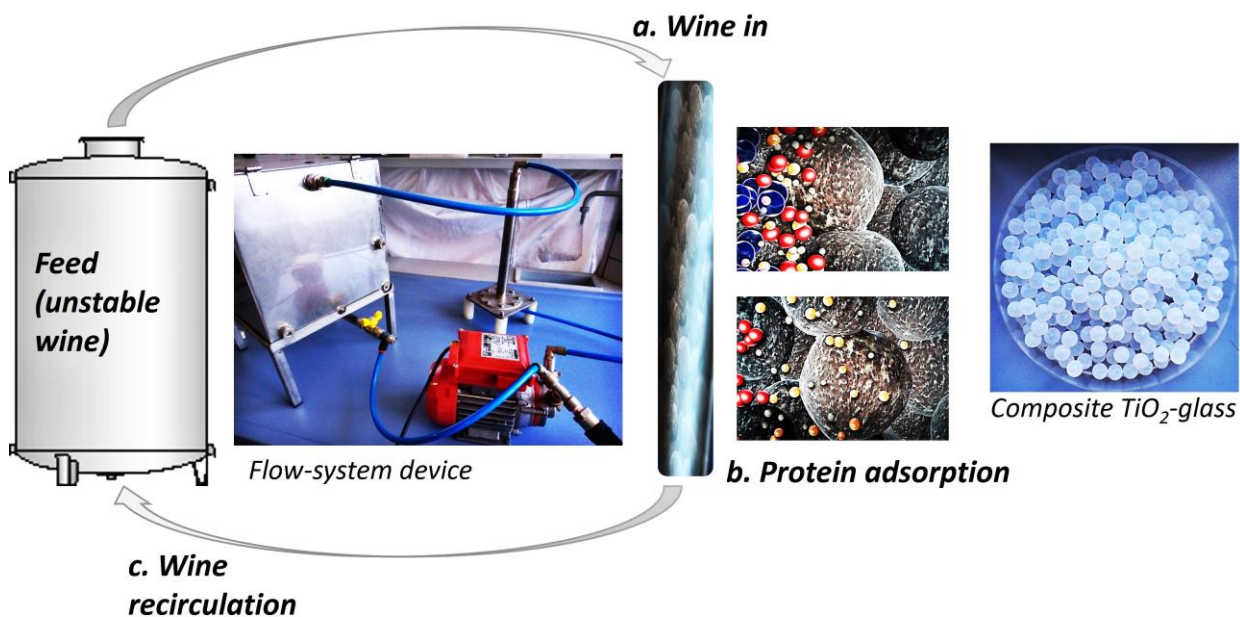 a. Wine in
Feed
(unstable
wine)
Flow-system device
b. Protein adsorption
Composite TiO₂-glass
c. Wine
recirculation